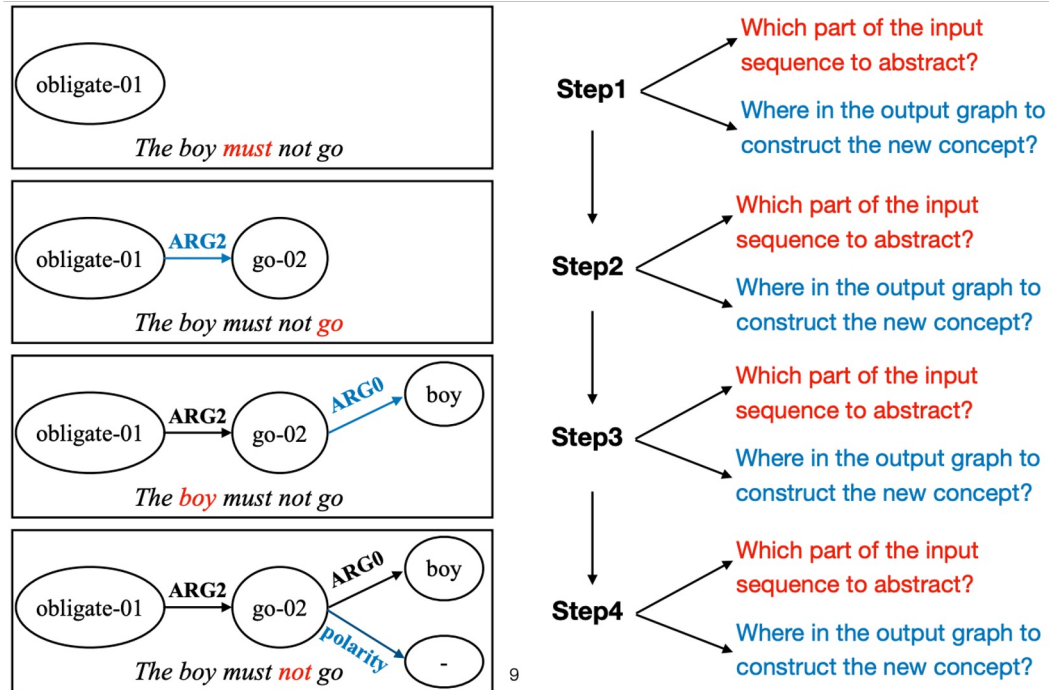 obligate-01
The boy must not go
ARG2
obligate-01
go-02
The boy must not go
ARG0
boy
ARG2
obligate-01
go-02
The boy must not go
ARG0
boy
ARG2
obligate-01
go-02
polarity
-
The boy must not go
Step1
Which part of the input
sequence to abstract?
Where in the output graph to
construct the new concept?
Step2
Which part of the input
sequence to abstract?
Where in the output graph to
construct the new concept?
Step3
Which part of the input
sequence to abstract?
Where in the output graph to
construct the new concept?
Step4
Which part of the input
sequence to abstract?
Where in the output graph to
construct the new concept?
9